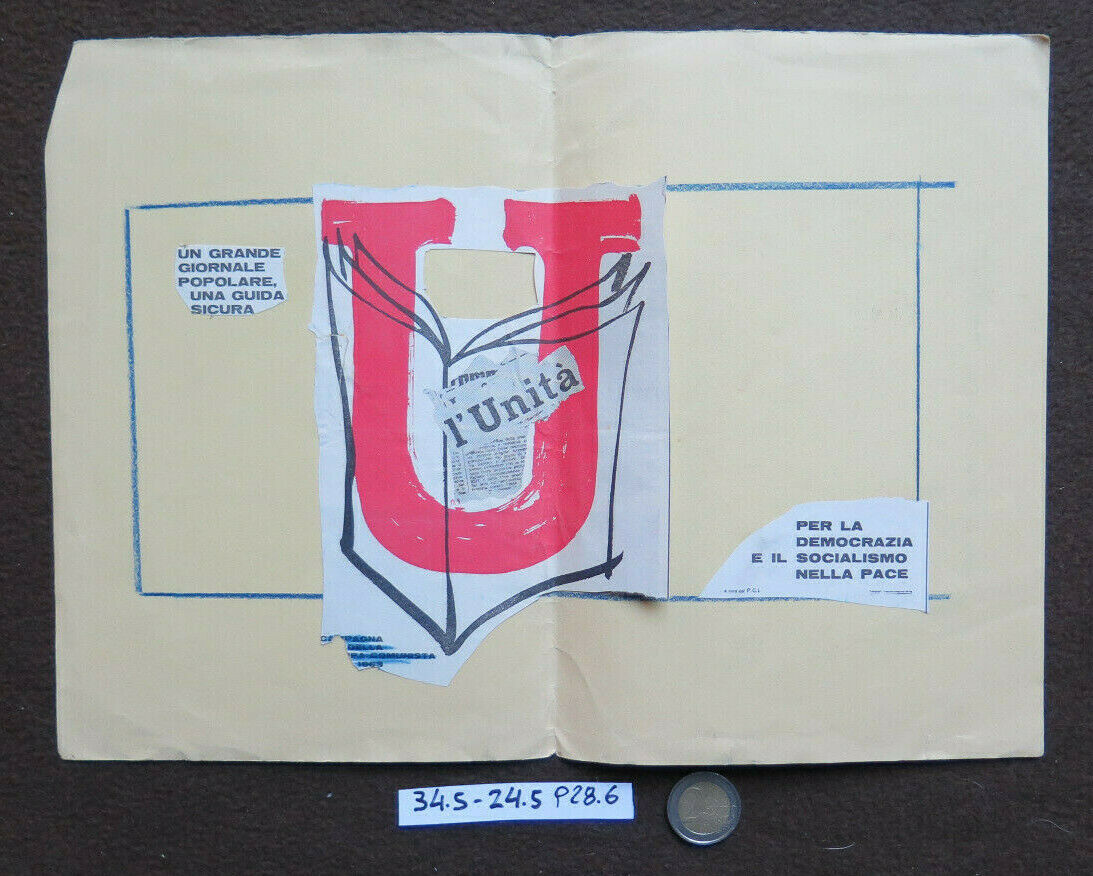 UN GRANDE
GIORNALE
POPOLARE,
UNA GUIDA
SICURA
U
l'Unità
PER LA
DEMOCRAZIA
E IL SOCIALISMO
NELLA PACE
P.C.I.
DELLA
34.5-24.5 P28.6